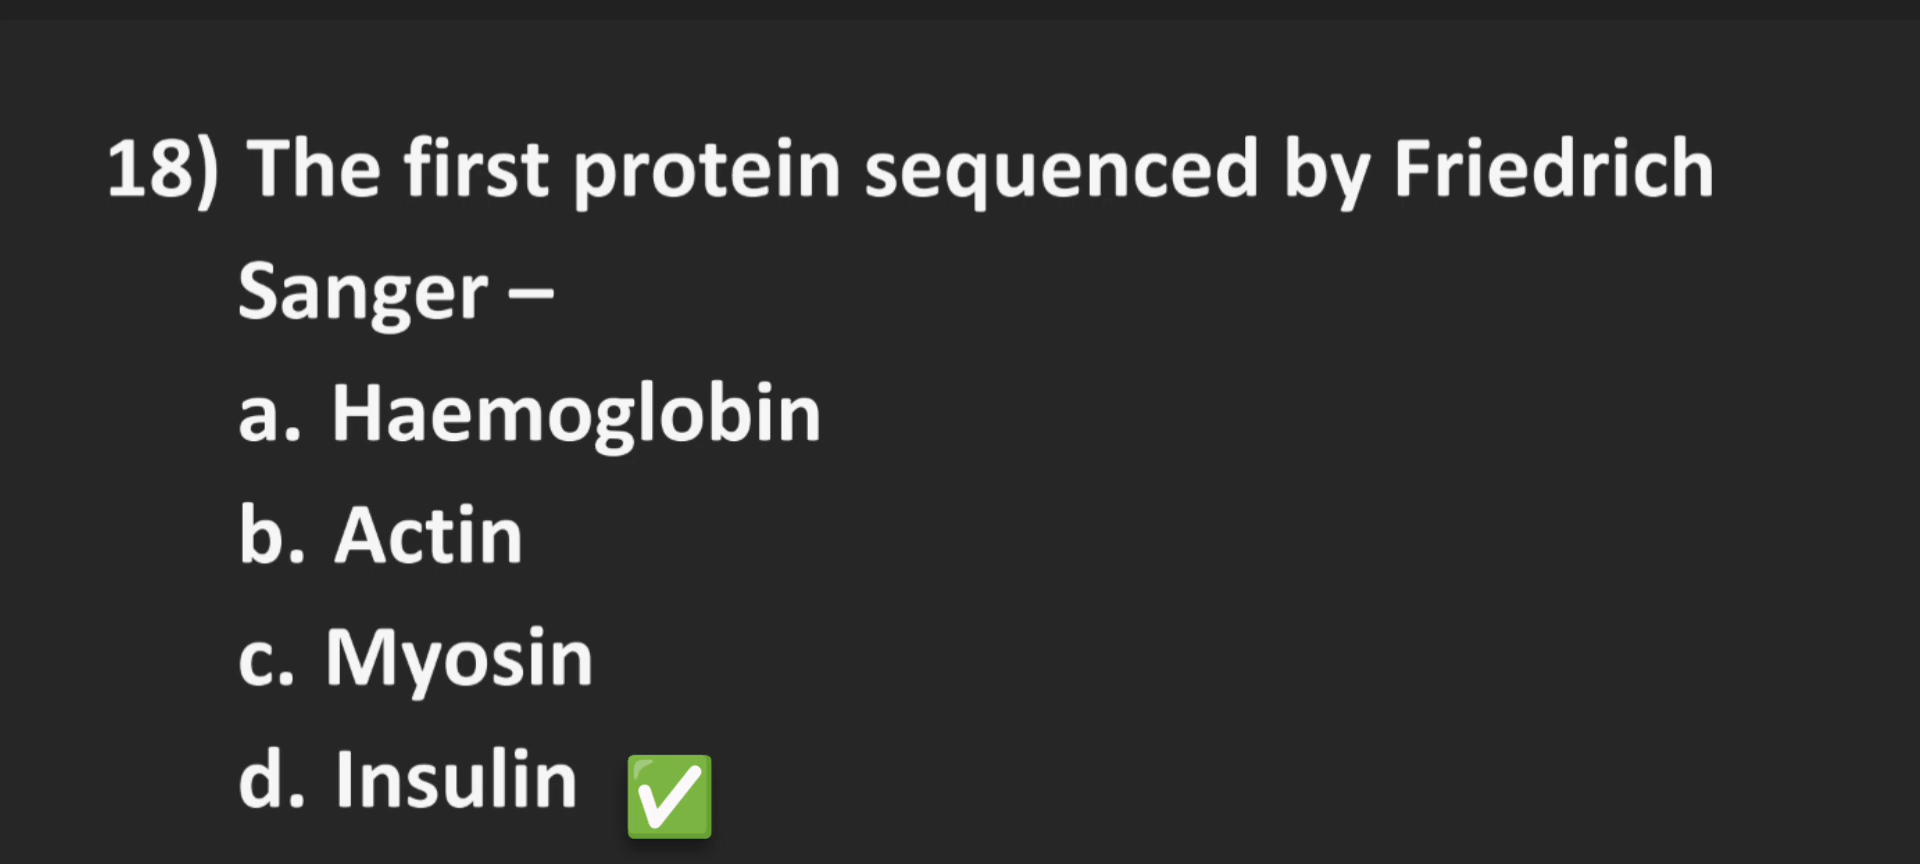 18) The first protein sequenced by Friedrich
Sanger –
a. Haemoglobin
b. Actin
c. Myosin
d. Insulin ✅